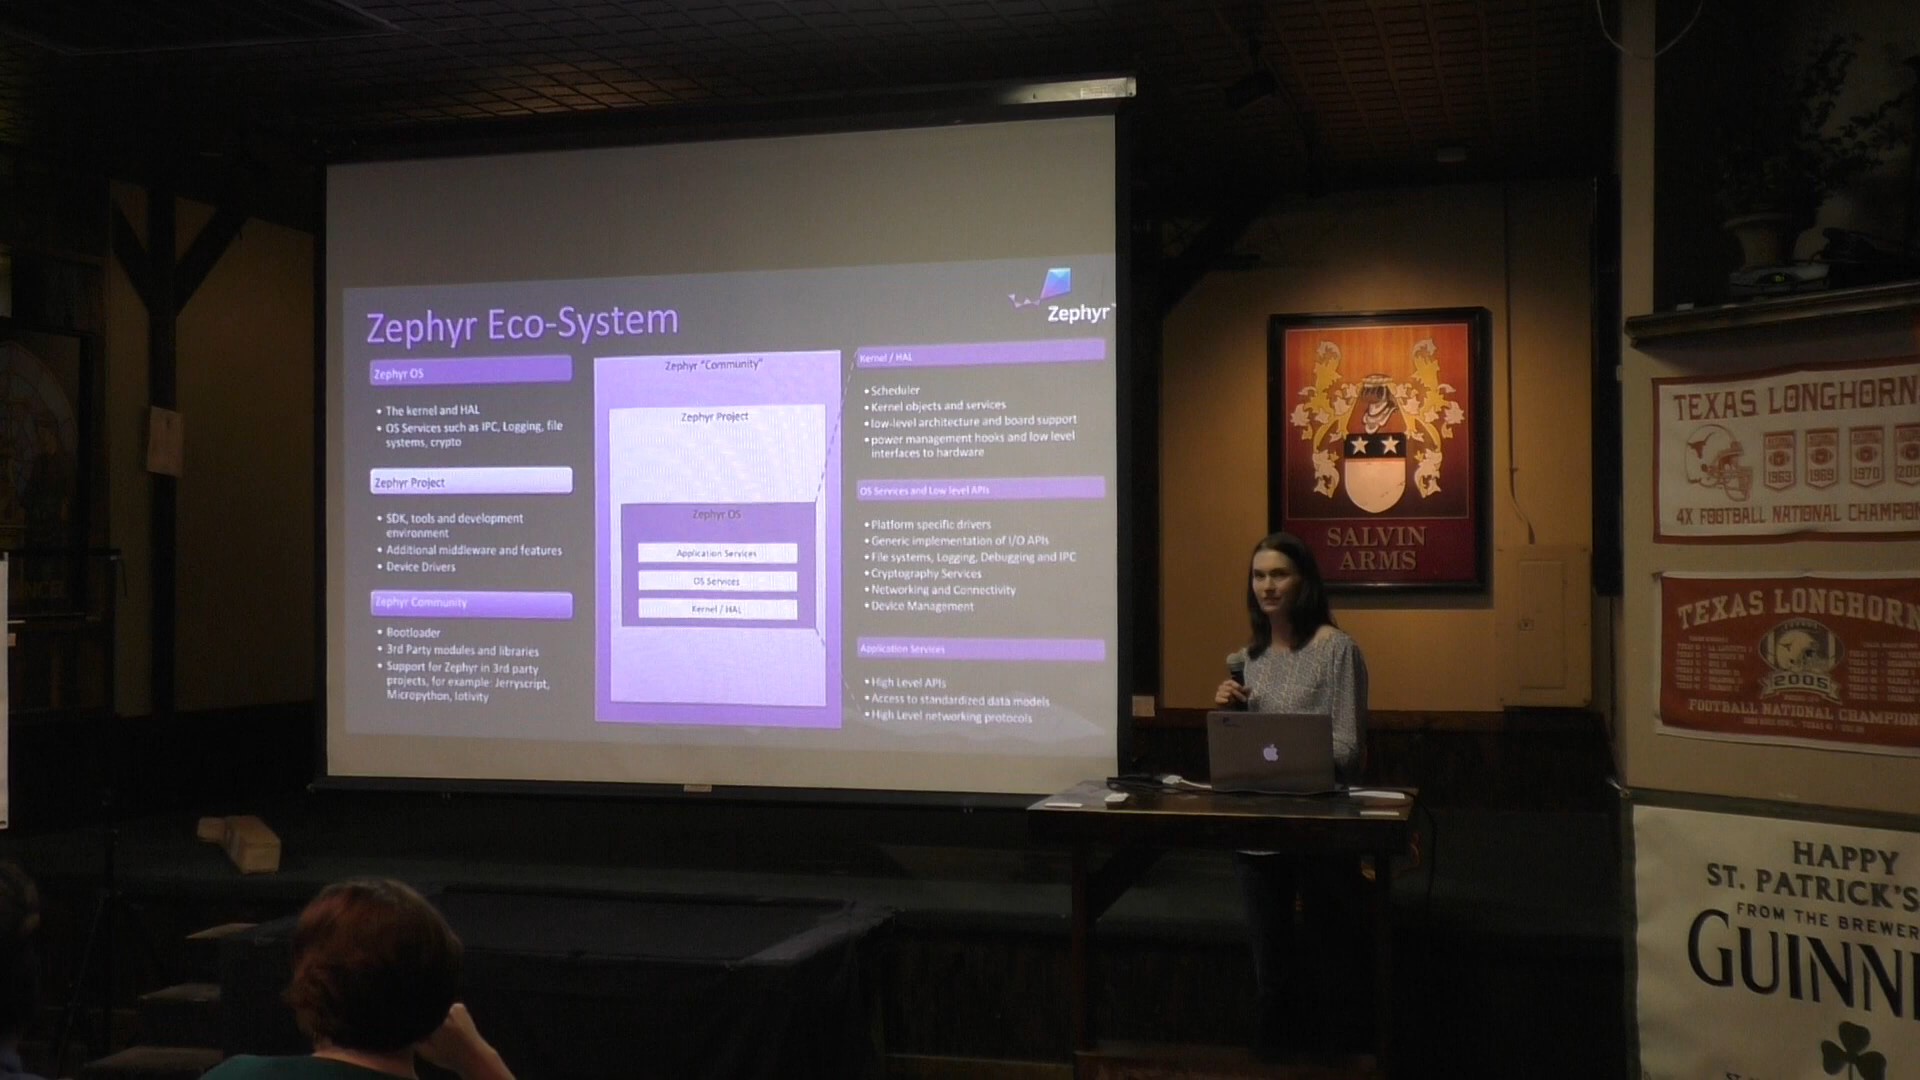 Zephyr Eco-System
Zephyr
Zephyr OS
• The kernel and HAL
• OS Services such as IPC, Logging, file
systems, crypto
Zephyr Project
• SDK, tools and development
environment
• Additional middleware and features
• Device Drivers
Zephyr Community
• Bootloader
• 3rd Party modules and libraries
• Support for Zephyr in 3rd party
projects, for example: Jerryscript,
Micropython, Iotivity
Zephyr "Community"
Zephyr Project
Zephyr OS
Application Services
OS Services
Kernel / HAL
Kernel / HAL
• Scheduler
• Kernel objects and services
• low-level architecture and board support
• power management hooks and low level
interfaces to hardware
OS Services and Low level APIs
• Platform specific drivers
• Generic implementation of I/O APIs
• File systems, Logging, Debugging and IPC
• Cryptography Services
• Networking and Connectivity
• Device Management
Application Services
• High Level APIs
• Access to standardized data models
• High Level networking protocols
SALVIN
ARMS
TEXAS LONGHORN
1963 1969 1970 200
4X FOOTBALL NATIONAL CHAMPION
TEXAS LONGHORN
2005
FOOTBALL NATIONAL CHAMPION
HAPPY
ST. PATRICK'S
FROM THE BREWER
GUINN